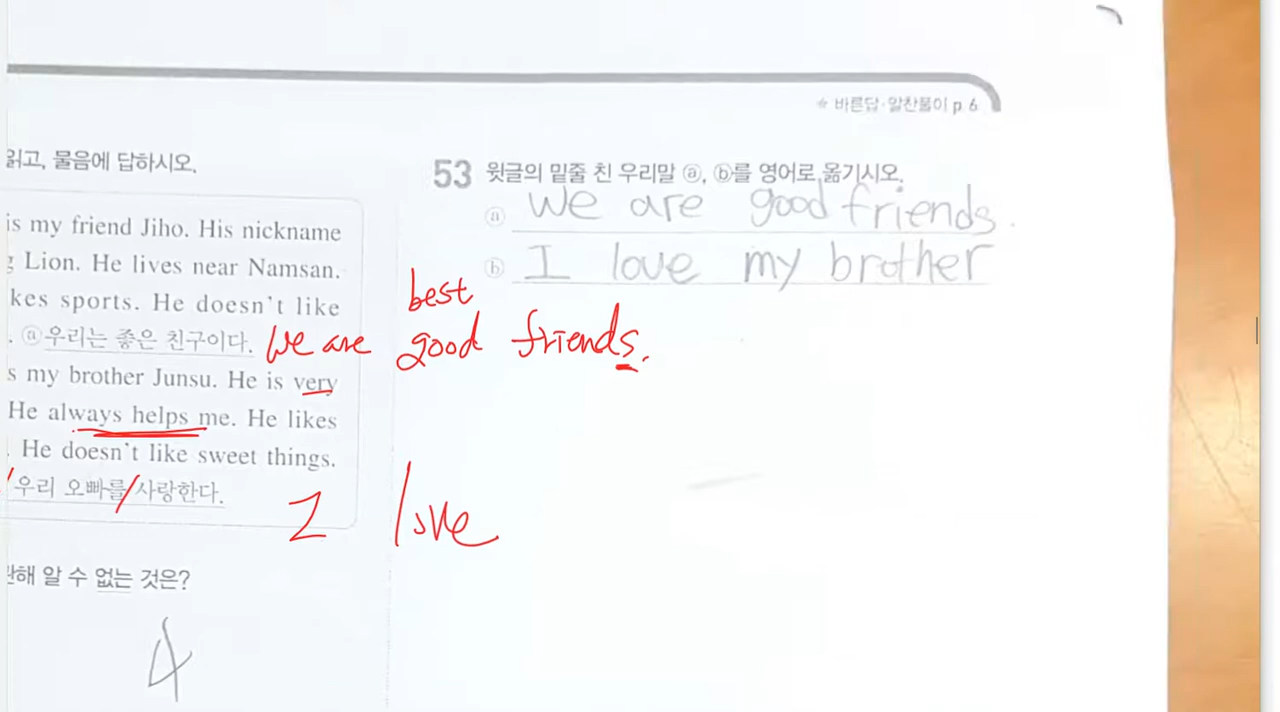 ☆ 바른답·알찬풀이 p 6
읽고, 물음에 답하시오.
is my friend Jiho. His nickname
Lion. He lives near Namsan.
kes sports. He doesn't like
. ⓐ우리는 좋은 친구이다. We are good friends.
best
s my brother Junsu. He is very
He always helps me. He likes
. He doesn't like sweet things.
우리 오빠를/사랑한다. I love
해 알 수 없는 것은?
4
53 윗글의 밑줄 친 우리말 ⓐ, ⓑ를 영어로 옮기시오.
ⓐ We are good friends.
ⓑ I love my brother